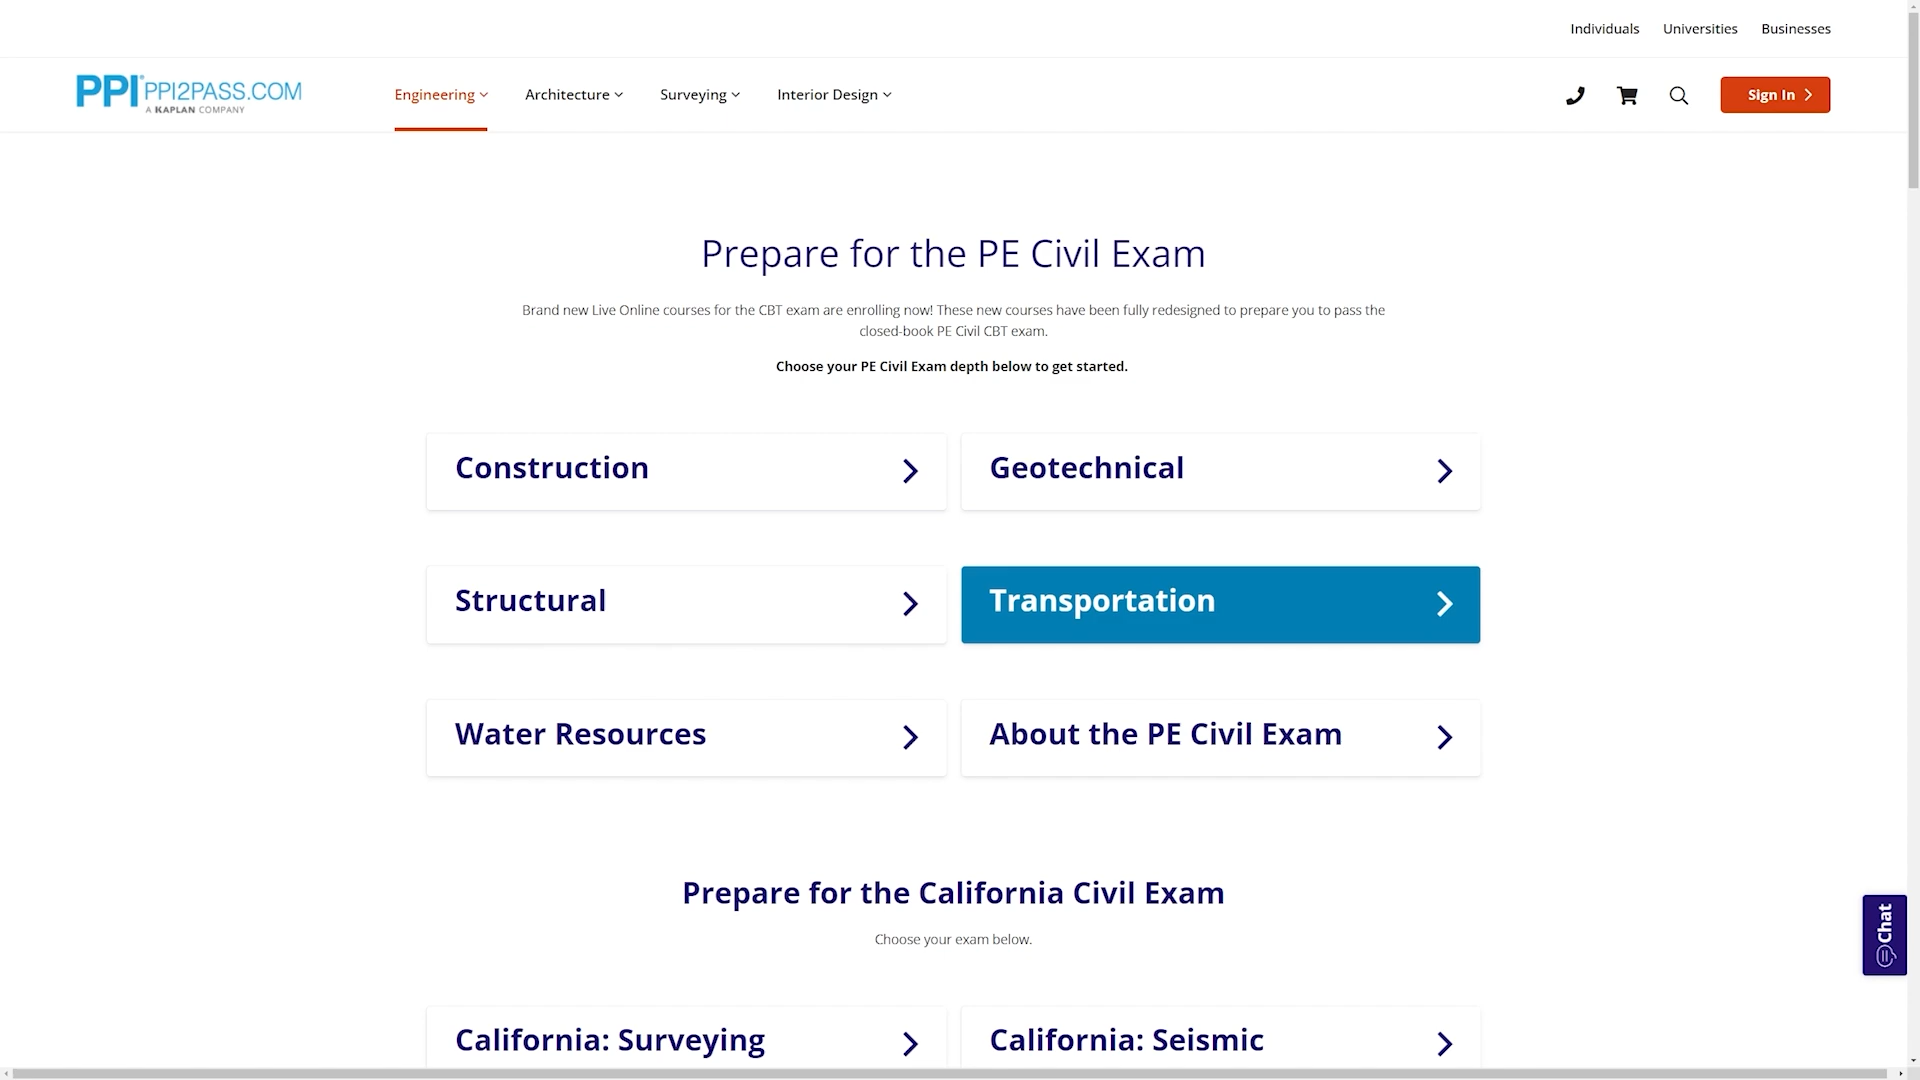 Individuals Universities Businesses
PPI PPI2PASS.COM
A KAPLAN COMPANY
Engineering Architecture Surveying Interior Design Sign In
Prepare for the PE Civil Exam
Brand new Live Online courses for the CBT exam are enrolling now! These new courses have been fully redesigned to prepare you to pass the
closed-book PE Civil CBT exam.
Choose your PE Civil Exam depth below to get started.
Construction
Geotechnical
Structural
Transportation
Water Resources
About the PE Civil Exam
Prepare for the California Civil Exam
Choose your exam below.
California: Surveying
California: Seismic
Chat